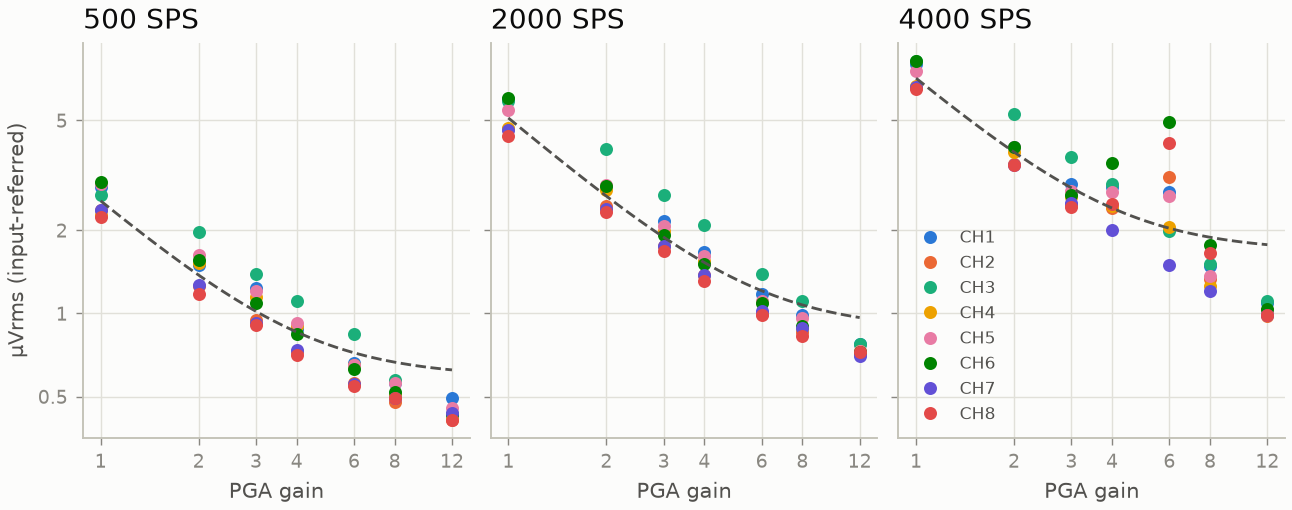 500 SPS
2000 SPS
4000 SPS
µVrms (input-referred)
5
2
1
0.5
CH1
CH2
CH3
CH4
CH5
CH6
CH7
CH8
1 2 3 4 6 8 12
1 2 3 4 6 8 12
1 2 3 4 6 8 12
PGA gain
PGA gain
PGA gain